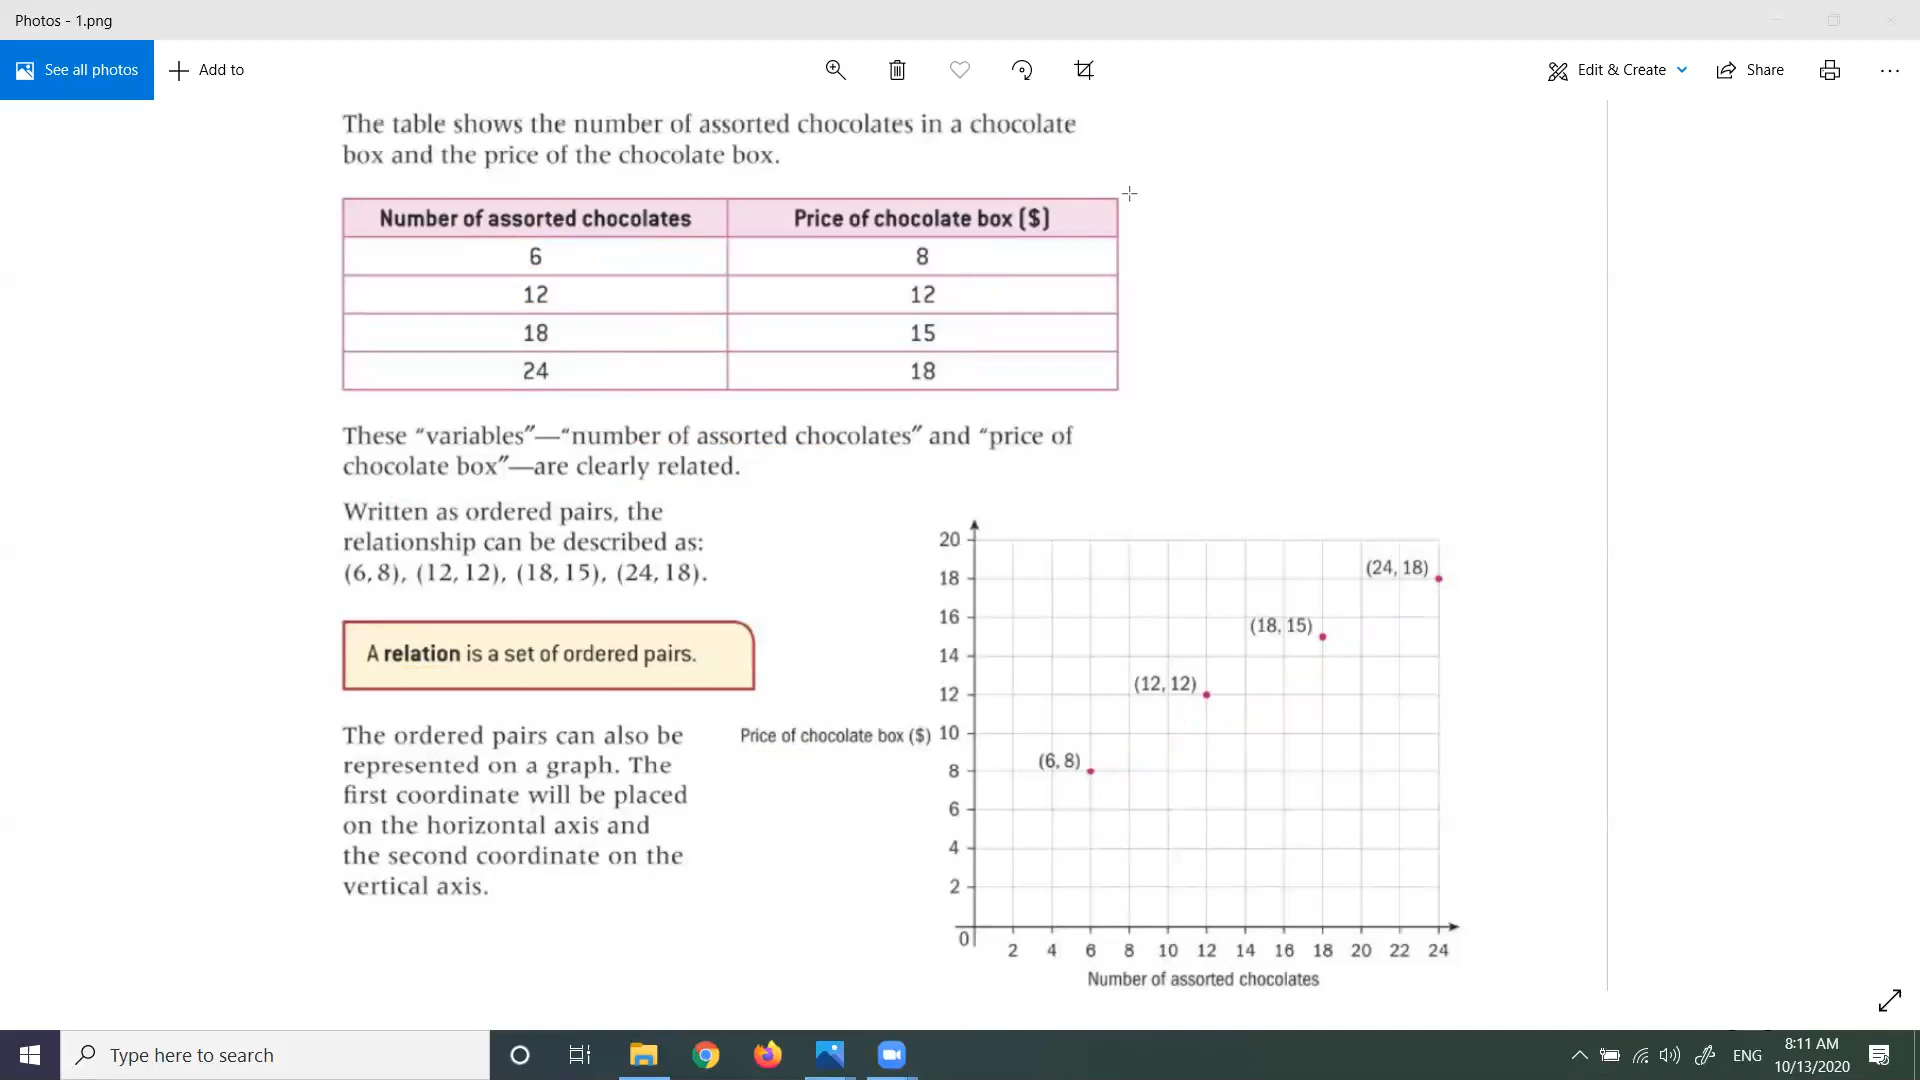 Photos - 1.png
See all photos
Add to
Edit & Create
Share
The table shows the number of assorted chocolates in a chocolate
box and the price of the chocolate box.
Number of assorted chocolates Price of chocolate box ($)
6 8
12 12
18 15
24 18
These “variables”—“number of assorted chocolates” and “price of
chocolate box”—are clearly related.
Written as ordered pairs, the
relationship can be described as:
(6, 8), (12, 12), (18, 15), (24, 18).
A relation is a set of ordered pairs.
The ordered pairs can also be
represented on a graph. The
first coordinate will be placed
on the horizontal axis and
the second coordinate on the
vertical axis.
Price of chocolate box ($)
20
18
16
14
12
10
8
6
4
2
0
(24, 18)
(18, 15)
(12, 12)
(6, 8)
2 4 6 8 10 12 14 16 18 20 22 24
Number of assorted chocolates
Type here to search
ENG
8:11 AM
10/13/2020